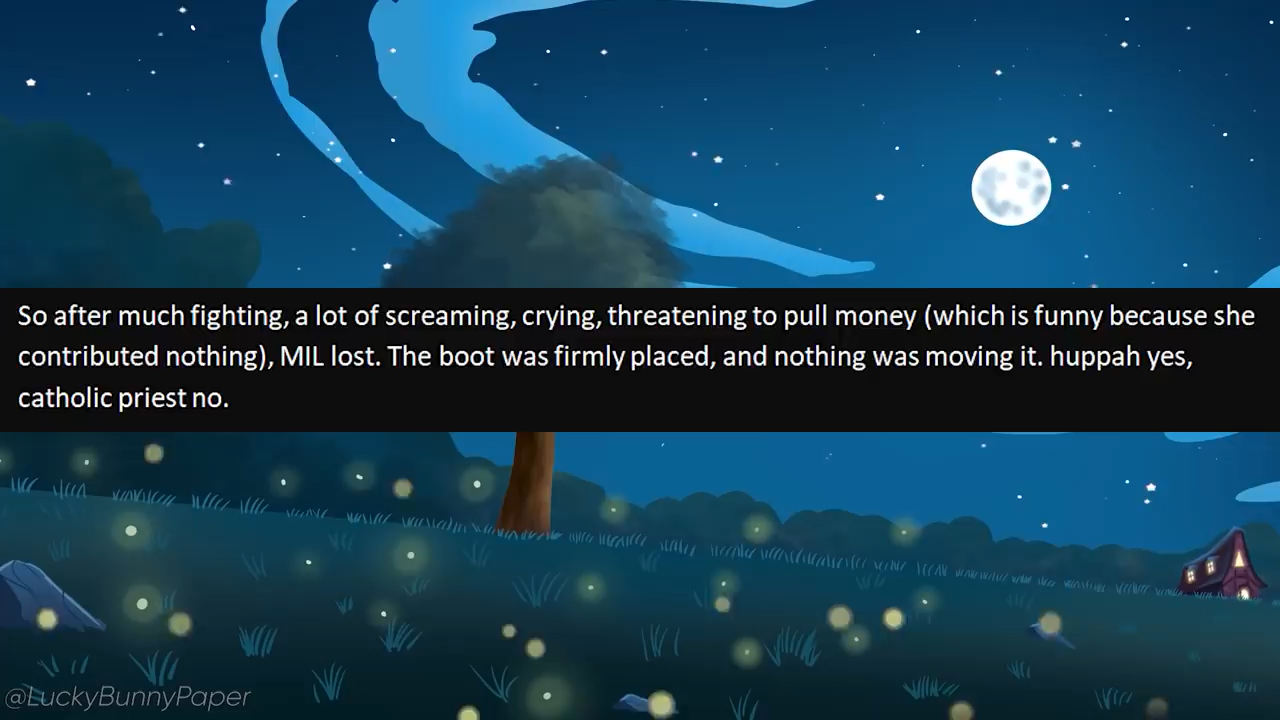 So after much fighting, a lot of screaming, crying, threatening to pull money (which is funny because she
contributed nothing), MIL lost. The boot was firmly placed, and nothing was moving it. huppah yes,
catholic priest no.
@LuckyBunnyPaper